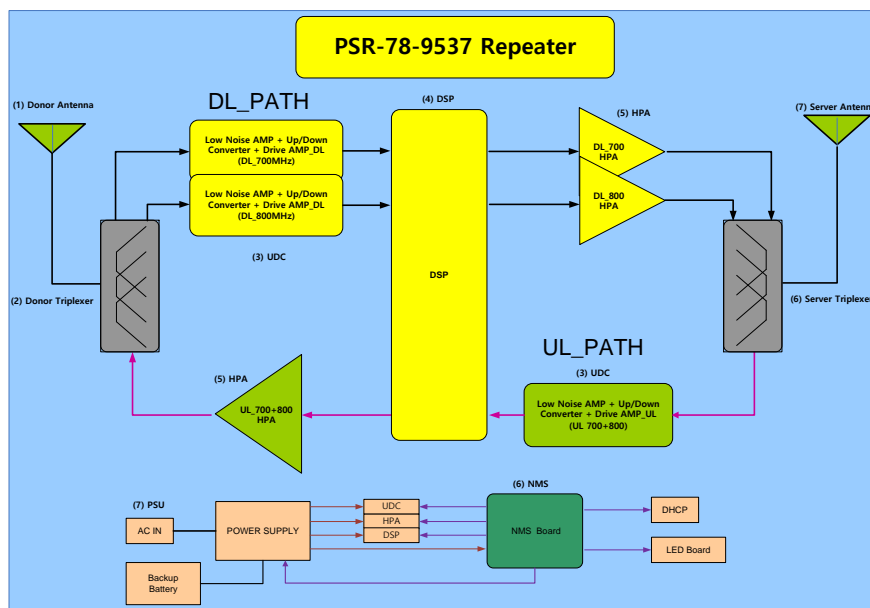 PSR-78-9537 Repeater
(1) Donor Antenna
DL_PATH
(4) DSP
(5) HPA
(7) Server Antenn
Low Noise AMP + Up/Down
Converter + Drive AMP_DL
(DL_700MHz)
DL_700
HPA
Low Noise AMP + Up/Down
Converter + Drive AMP_DL
(DL_800MHz)
DL_800
HPA
(3) UDC
DSP
(2) Donor Triplexer
(6) Server Triplexer
UL_PATH
(5) HPA
(3) UDC
UL_700+800
HPA
Low Noise AMP + Up/Down
Converter + Drive AMP_UL
(UL 700+800)
(6) NMS
(7) PSU
AC IN
POWER SUPPLY
UDC
HPA
DSP
NMS Board
DHCP
LED Board
Backup
Battery